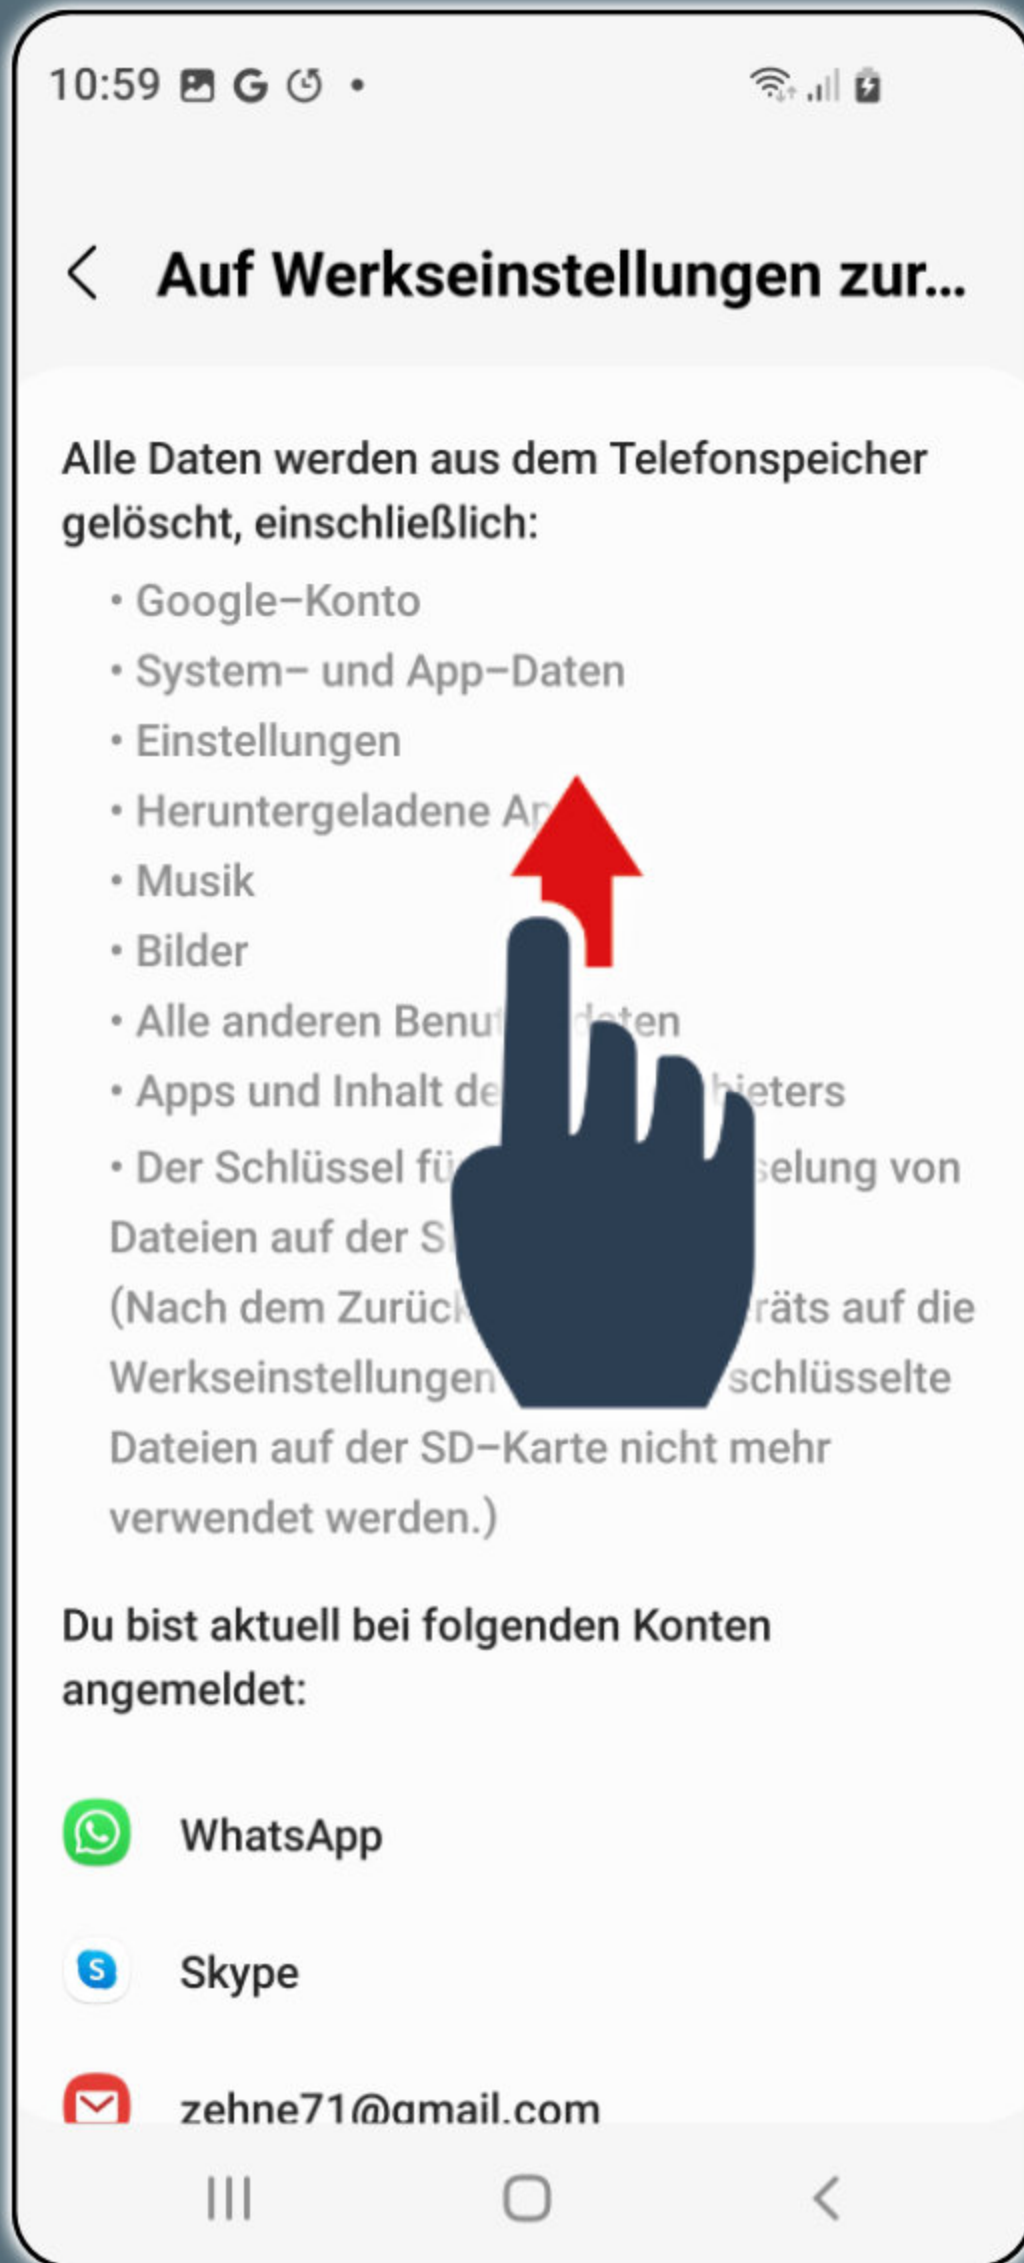 10:59
Auf Werkseinstellungen zur...
Alle Daten werden aus dem Telefonspeicher
gelöscht, einschließlich:
• Google-Konto
• System- und App-Daten
• Einstellungen
• Heruntergeladene
• Musik
• Bilder
• Alle anderen
• Apps und Inhalt
• Der Schlüssel von
Dateien auf der
(Nach dem auf die
Werkseinstellungen
Dateien auf der SD-Karte nicht mehr
verwendet werden.)
Du bist aktuell bei folgenden Konten
angemeldet:
WhatsApp
S
Skype
zehne71@gmail.com